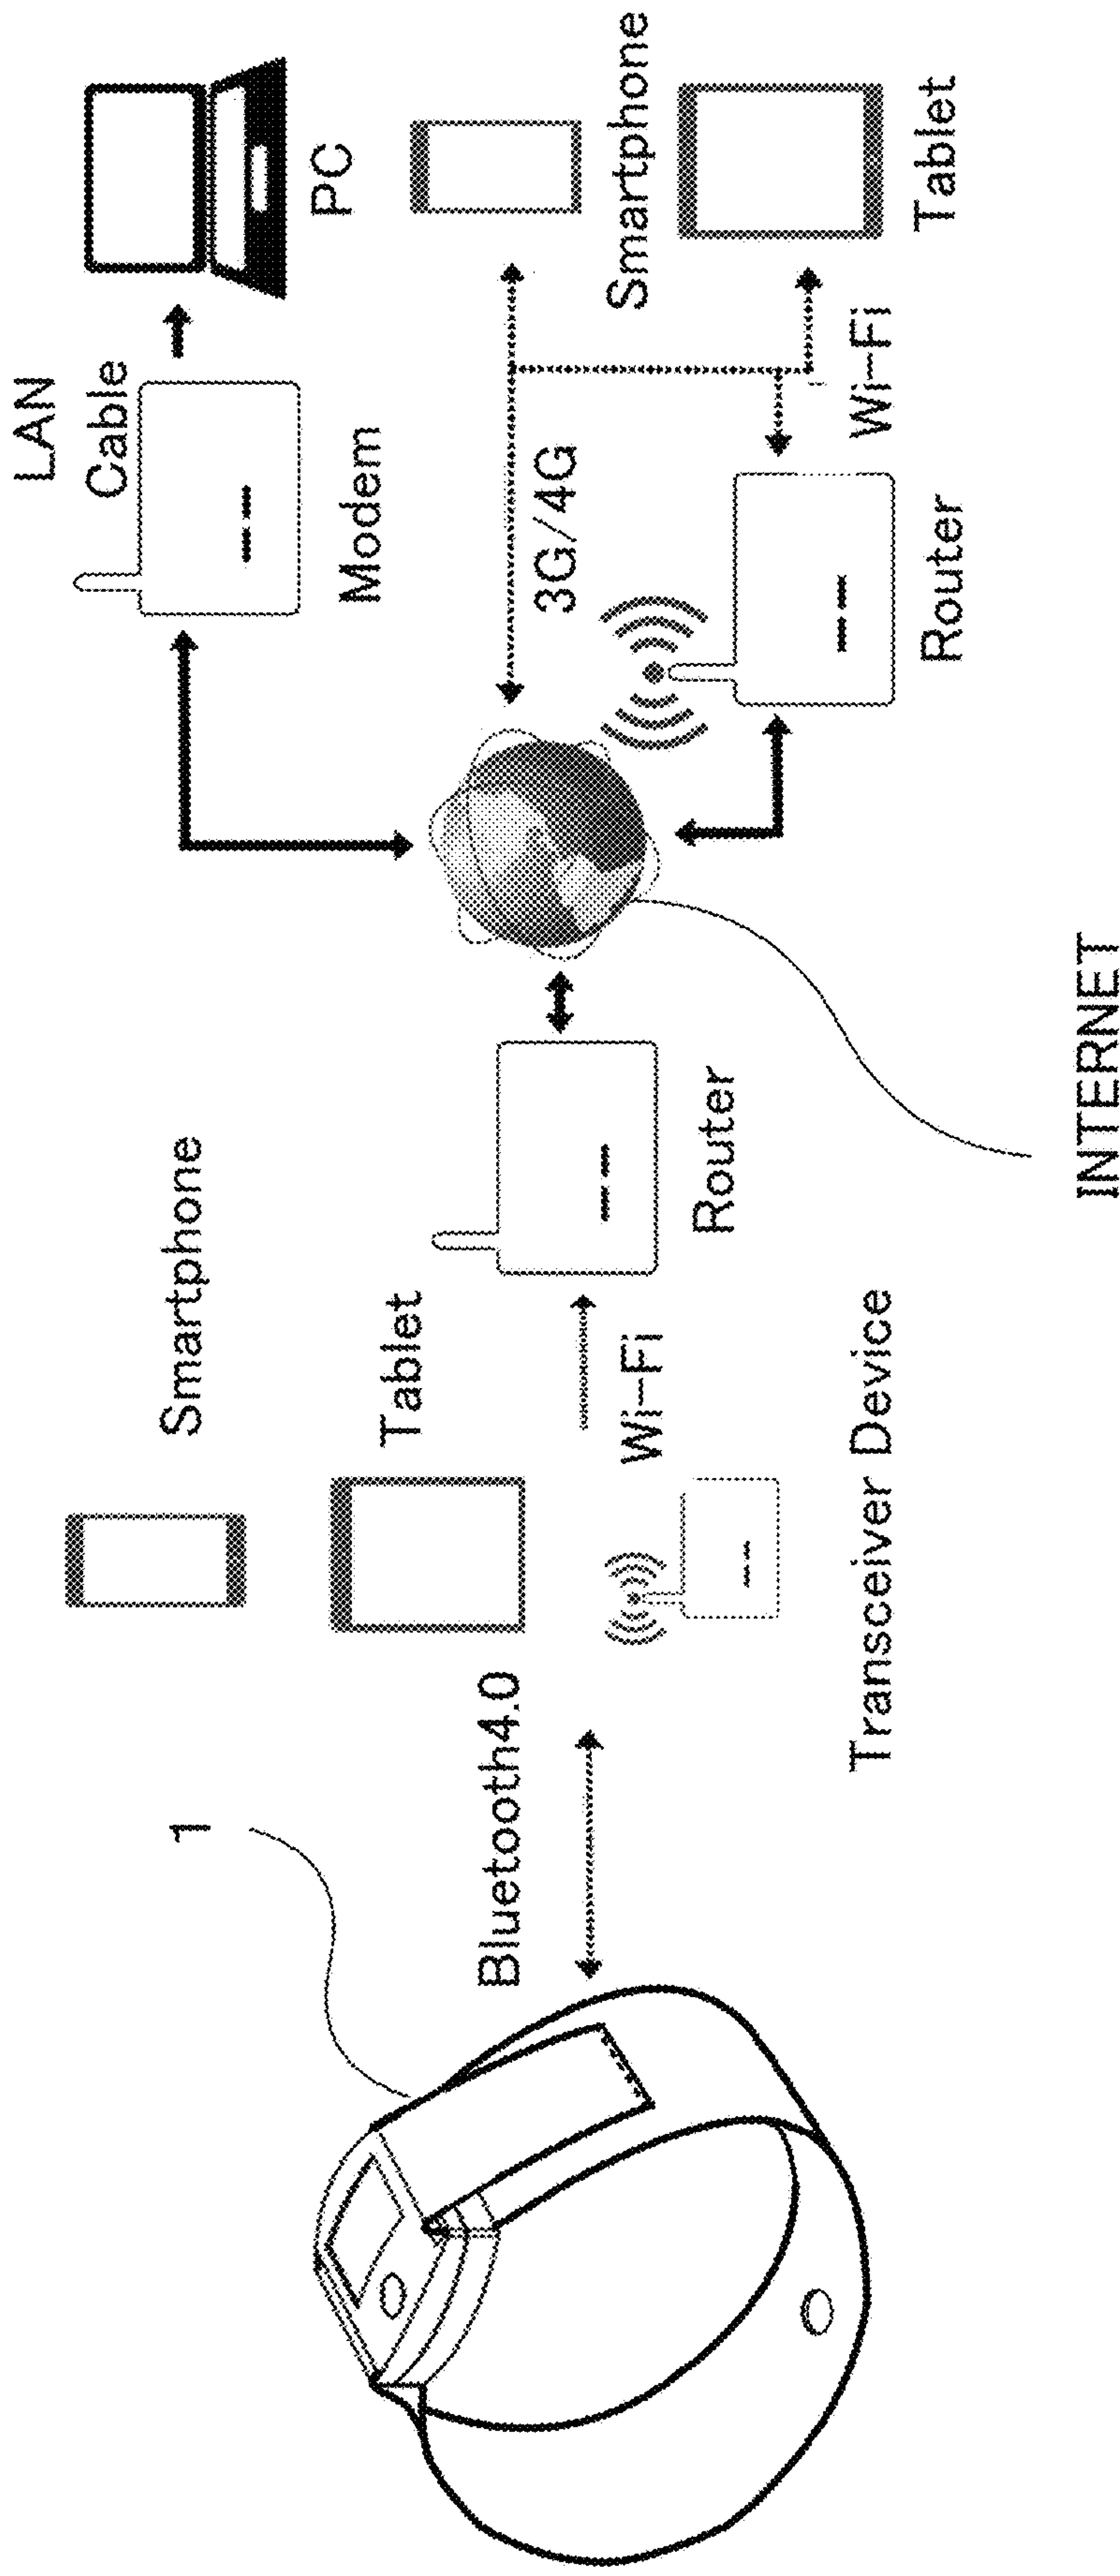 1
Bluetooth4.0
Smartphone
Tablet
Wi-Fi
Transceiver Device
Router
INTERNET
LAN
Cable
Modem
PC
3G/4G
Smartphone
Router
Wi-Fi
Tablet